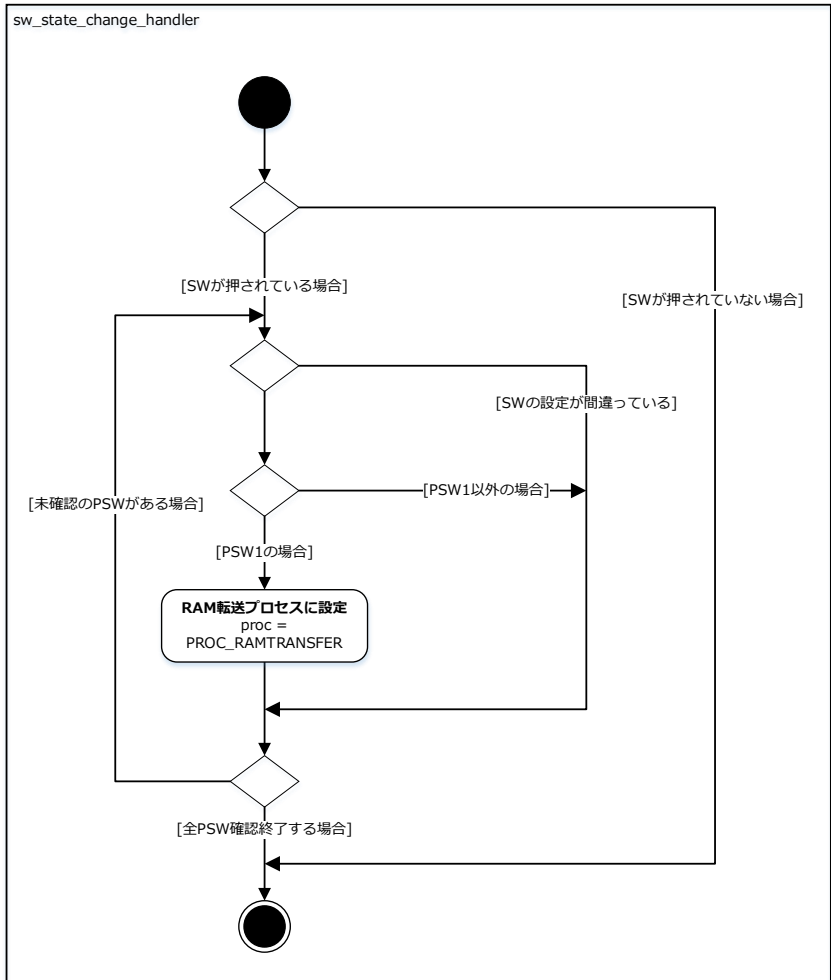 sw_state_change_handler
[SWが押されている場合]
[SWが押されていない場合]
[SWの設定が間違っている]
[未確認のPSWがある場合]
[PSW1以外の場合]
[PSW1の場合]
RAM転送プロセスに設定
proc =
PROC_RAMTRANSFER
[全PSW確認終了する場合]